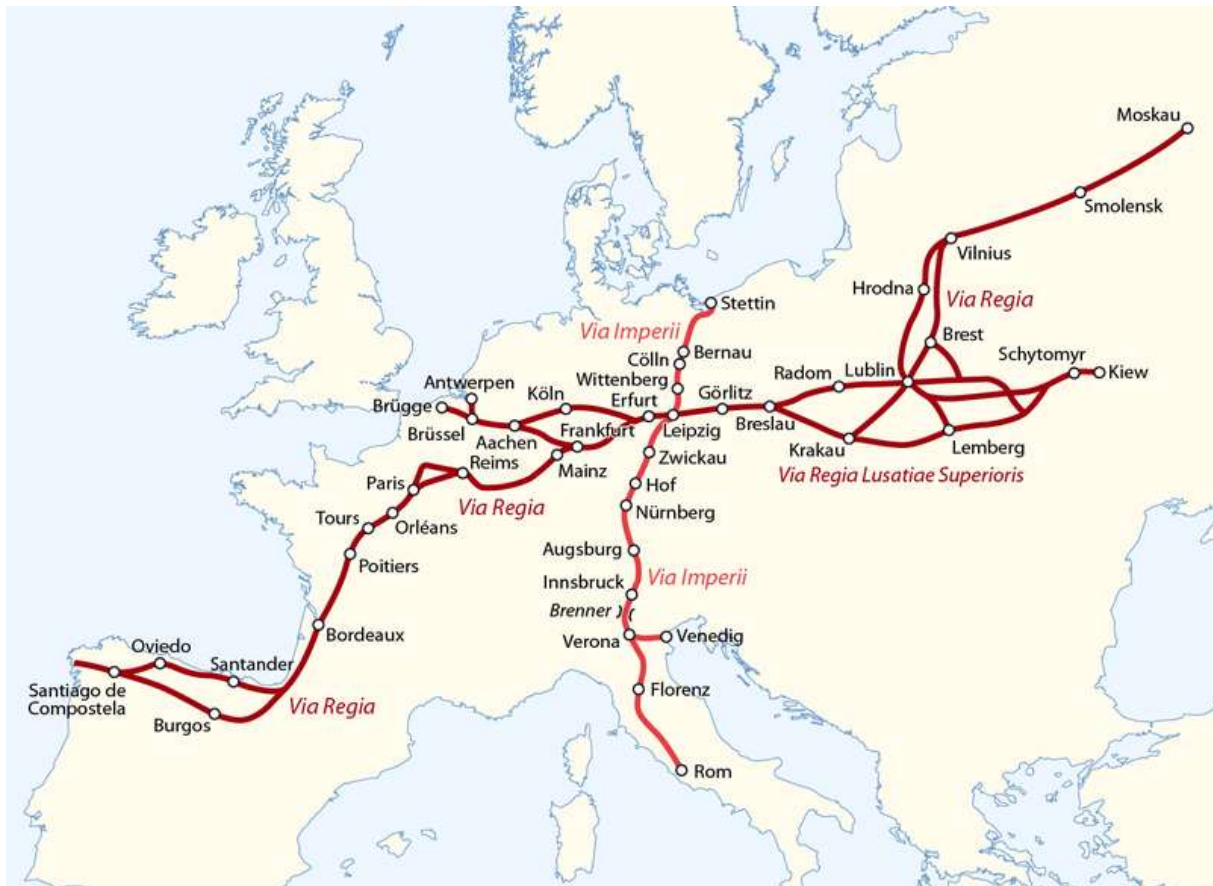 Moskau
Smolensk
Vilnius
Hrodna
Via Regia
Stettin
Via Imperii
Brest
Bernau
Schytomyr
Cölln
Lublin
Kiew
Radom
Wittenberg
Antwerpen
Köln
Erfurt
Görlitz
Brügge
Breslau
Brüssel
Aachen
Frankfurt
Leipzig
Krakau
Lemberg
Reims
Mainz
Zwickau
Via Regia Lusatiae Superioris
Paris
Hof
Via Regia
Nürnberg
Tours
Orléans
Augsburg
Poitiers
Innsbruck
Via Imperii
Brenner
Bordeaux
Verona
Venedig
Oviedo
Santander
Santiago de
Compostela
Florenz
Via Regia
Burgos
Rom